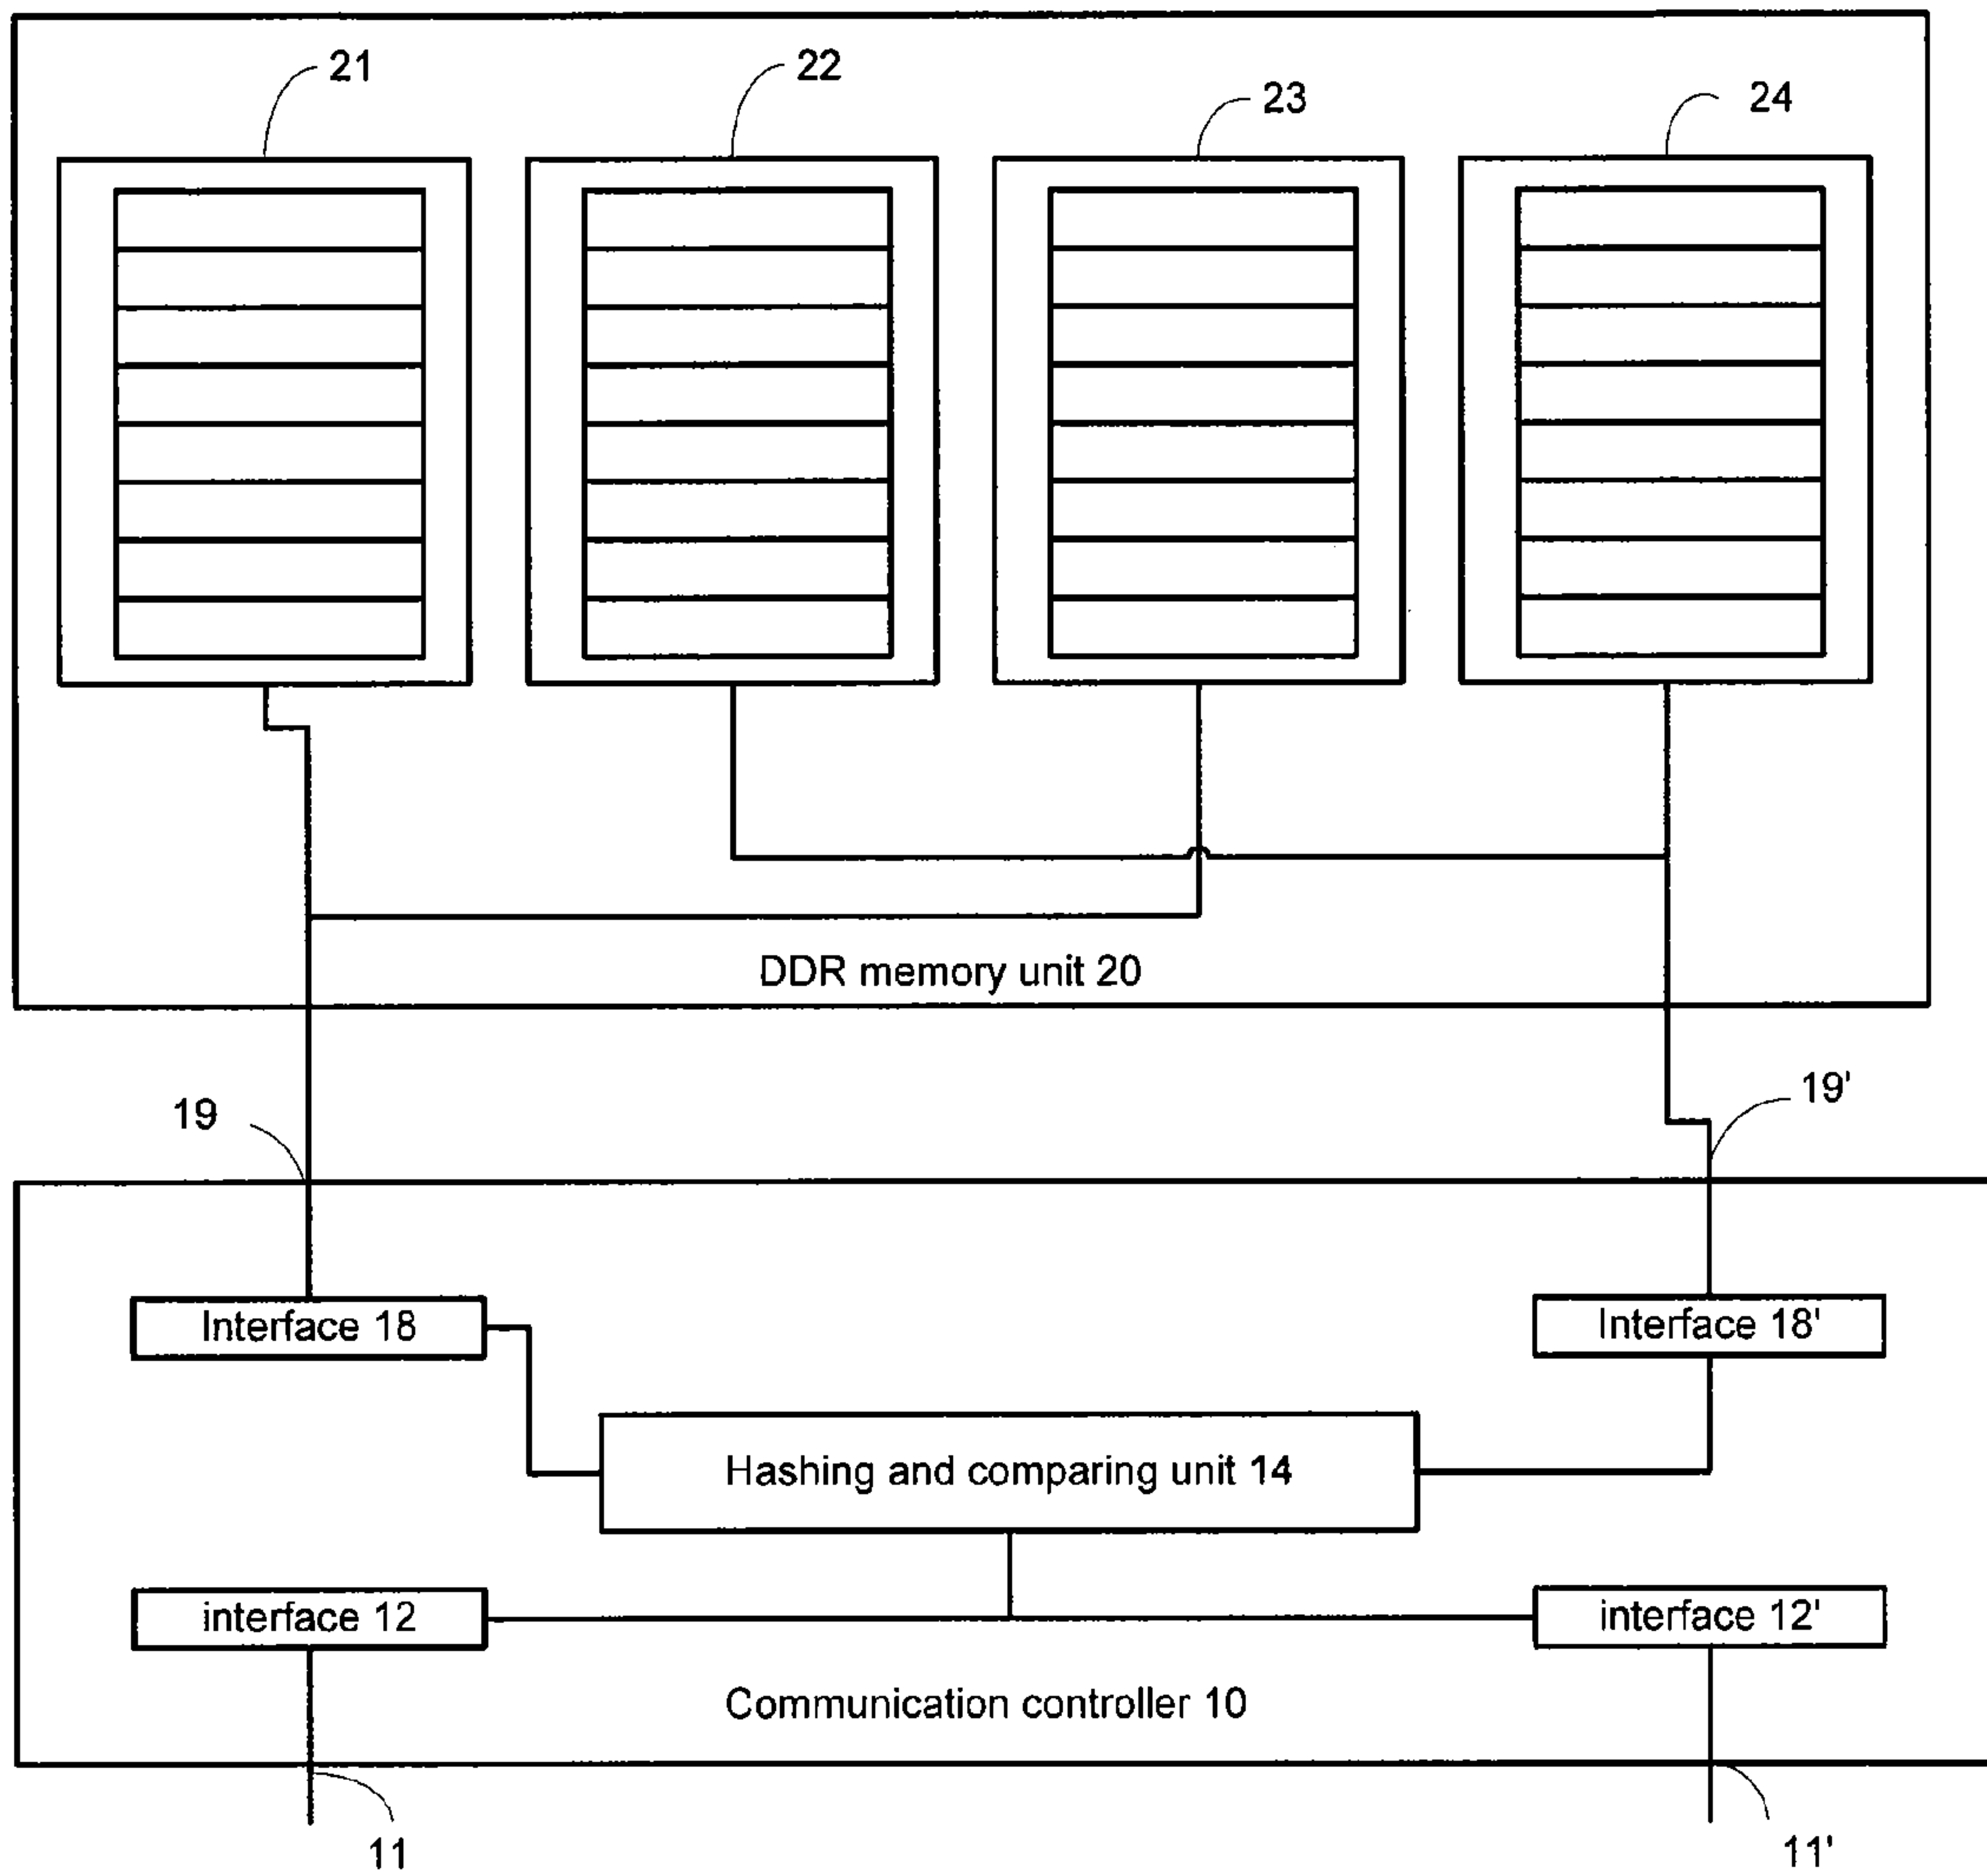 21
22
23
24
DDR memory unit 20
19
19'
Interface 18
Interface 18'
Hashing and comparing unit 14
interface 12
interface 12'
Communication controller 10
11
11'